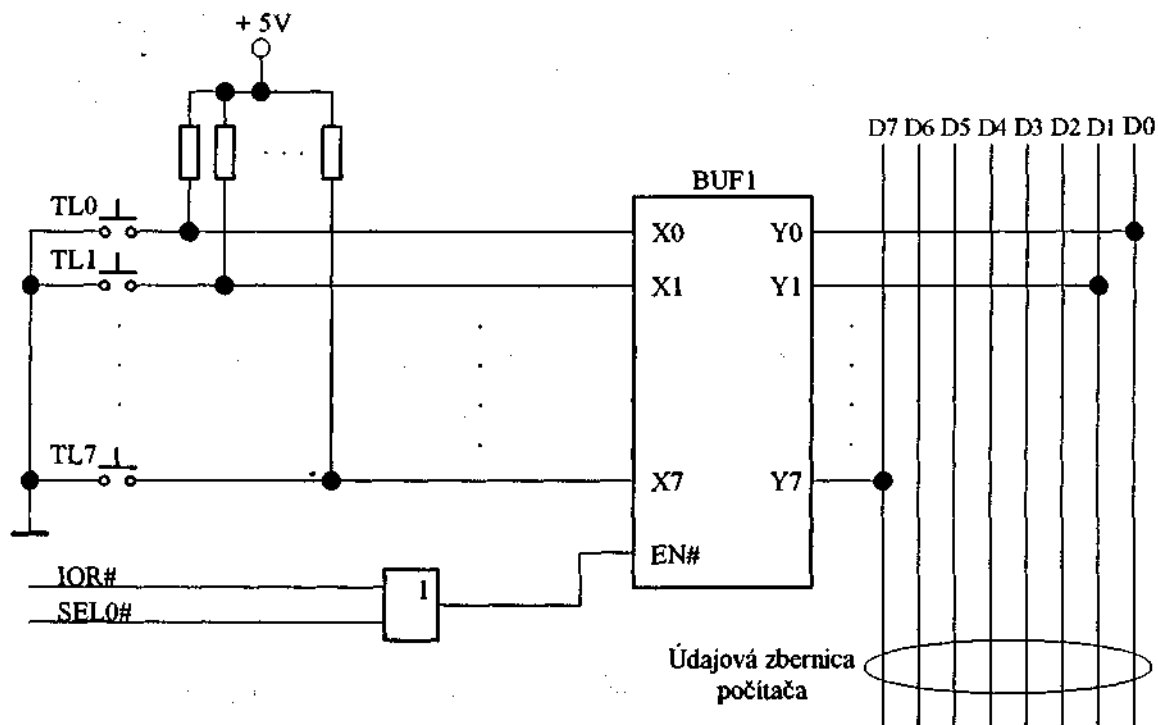 + 5V
D7 D6 D5 D4 D3 D2 D1 D0
BUF1
TL0
X0 Y0
TL1
X1 Y1
TL7
X7 Y7
EN#
IOR#
1
SEL0#
Údajová zbernica
počítača